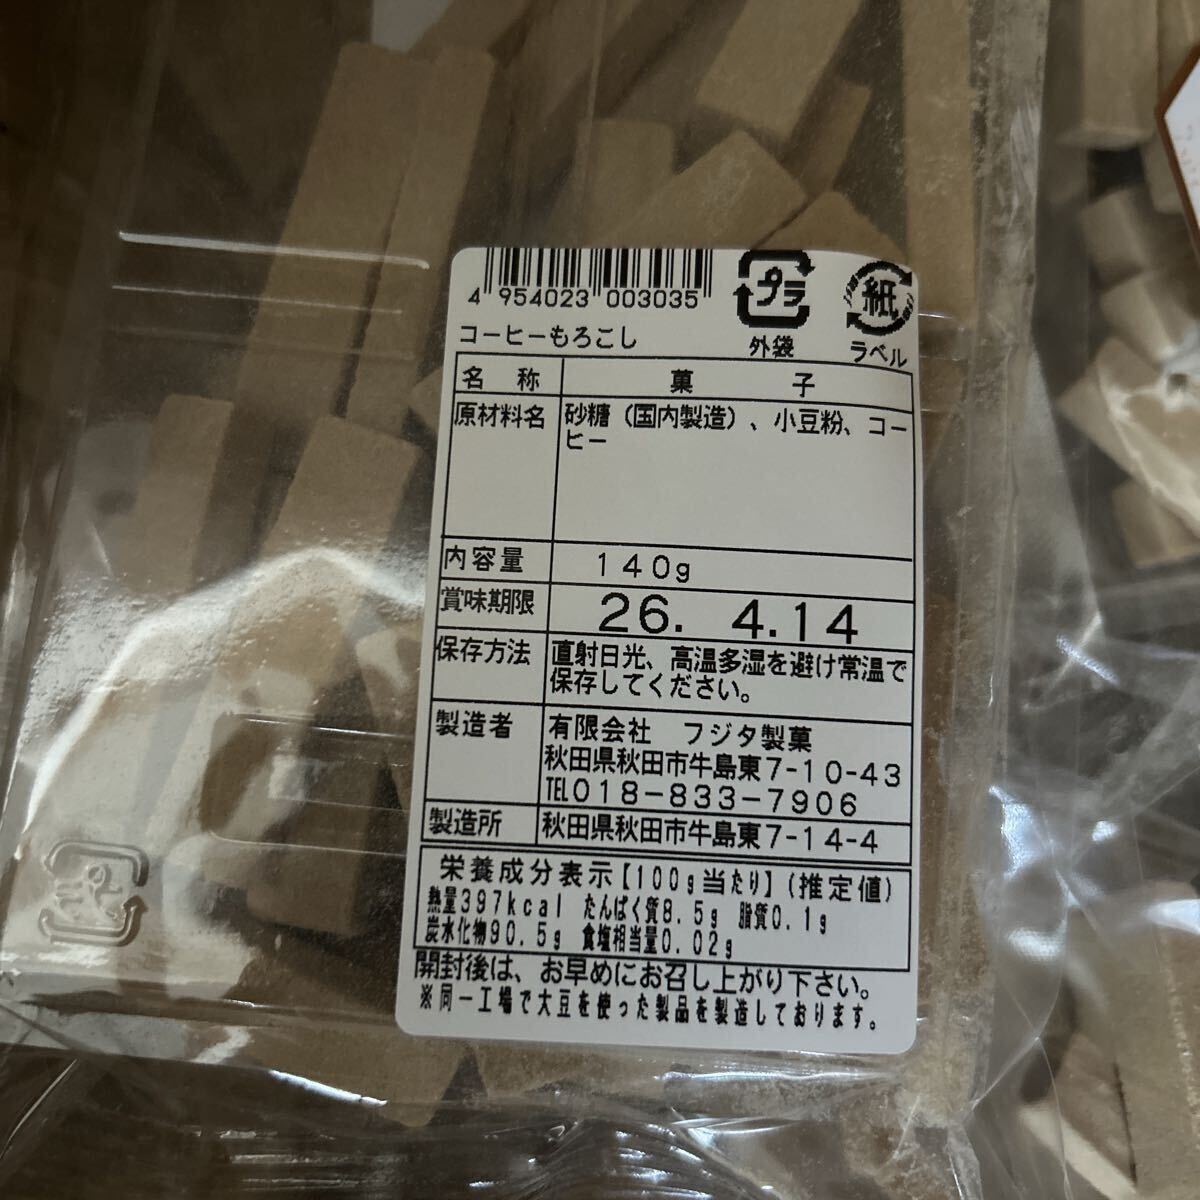 4 954023 003035
プラ
外袋
紙
ラベル
コーヒーもろこし
名 称 菓 子
原材料名 砂糖（国内製造）、小豆粉、コー
ヒー
内容量 １４０g
賞味期限 26. 4.14
保存方法 直射日光、高温多湿を避け常温で
保存してください。
製造者 有限会社 フジタ製菓
秋田県秋田市牛島東7-10-43
TEL018-833-7906
製造所 秋田県秋田市牛島東7-14-4
栄養成分表示【100g当たり】(推定値)
熱量397kcal たんぱく質8.5g 脂質0.1g
炭水化物90.5g 食塩相当量0.02g
開封後は、お早めにお召し上がり下さい。
※同一工場で大豆を使った製品を製造しております。
プラ